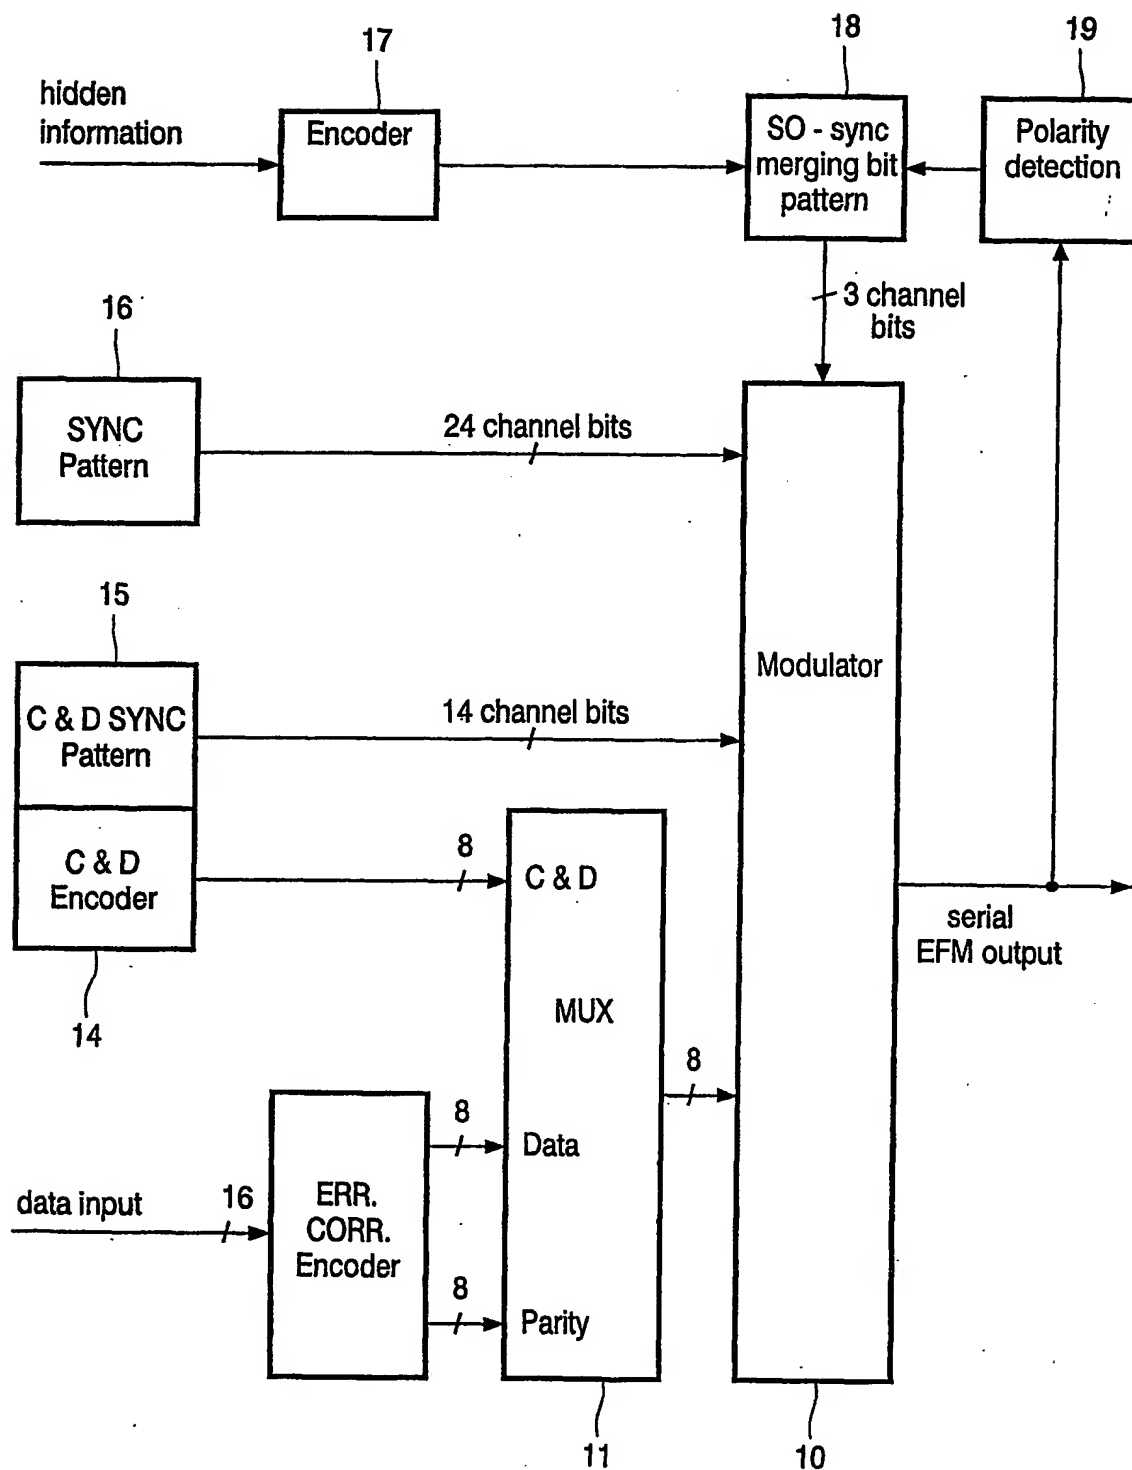 18
19
17
hidden
information
Encoder
SO - sync
merging bit
pattern
Polarity
detection
3 channel
bits
16
SYNC
Pattern
24 channel bits
15
C & D SYNC
Pattern
14 channel bits
Modulator
C & D
Encoder
8
C & D
14
serial
EFM output
MUX
8
8
Data
data input
16
ERR.
CORR.
Encoder
8
Parity
11
10